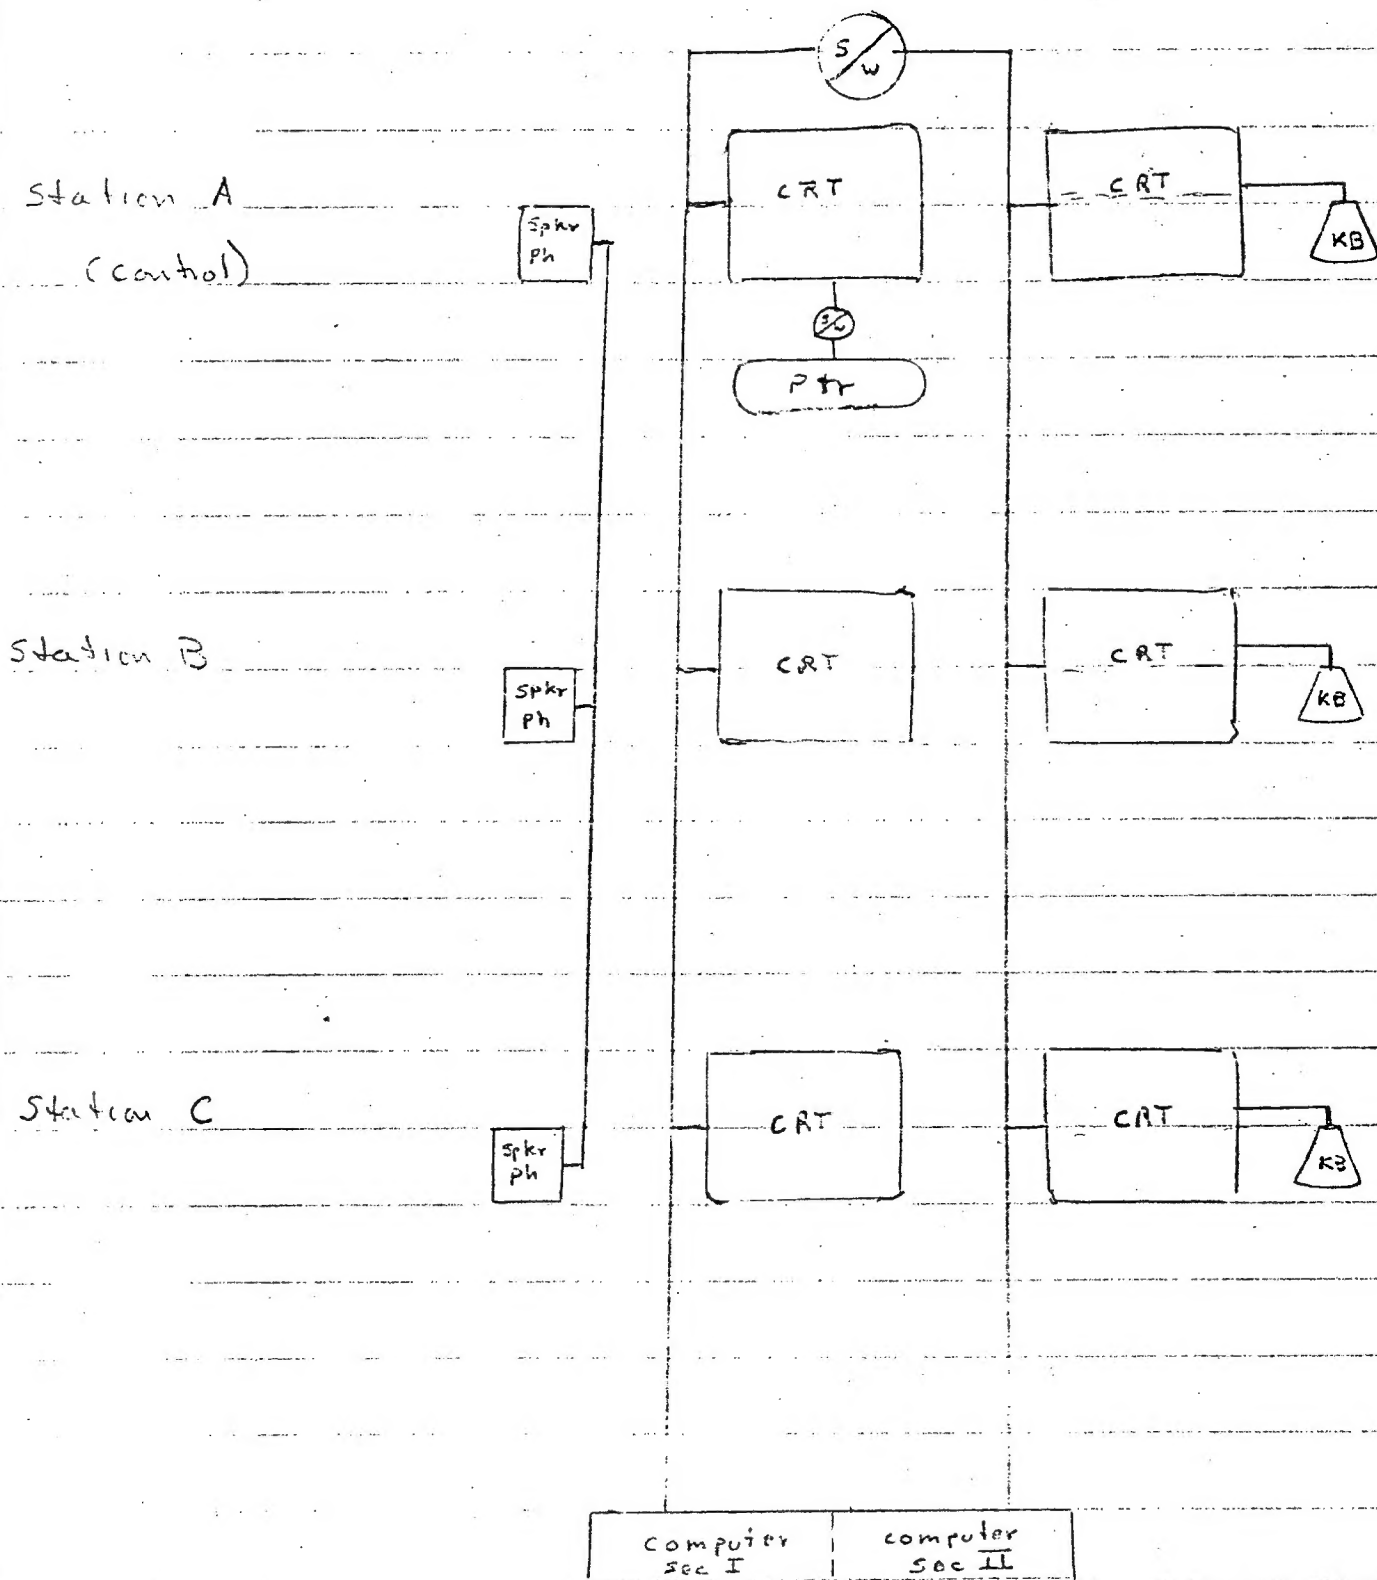 S/W
Station A
(control)
Spkr
Ph
CRT
CRT
KB
S/W
Ptr
Station B
Spkr
Ph
CRT
CRT
KB
Station C
Spkr
Ph
CRT
CRT
KB
computer
sec I
computer
sec II